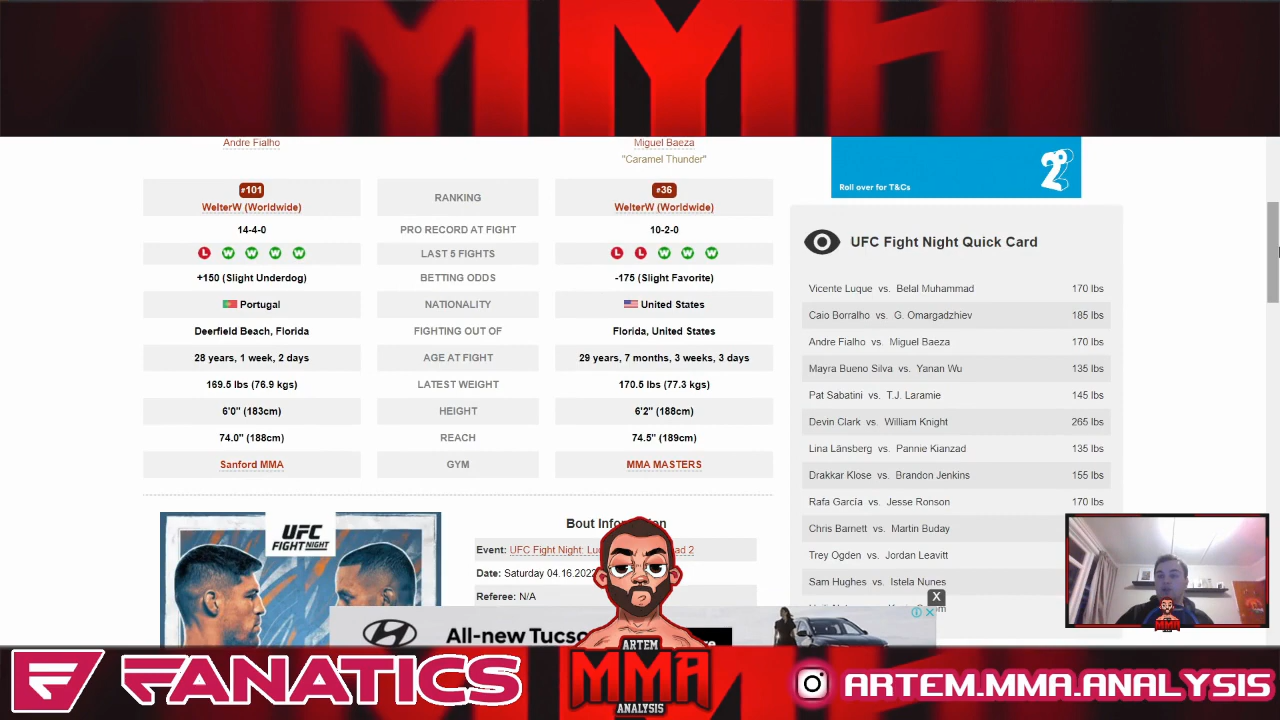 MMA
Andre Fialho
Miguel Baeza
"Caramel Thunder"
#101
WelterW (Worldwide)
RANKING
#36
WelterW (Worldwide)
14-4-0
PRO RECORD AT FIGHT
10-2-0
L W W W W
LAST 5 FIGHTS
L L W W W
+150 (Slight Underdog)
BETTING ODDS
-175 (Slight Favorite)
Portugal
NATIONALITY
United States
Deerfield Beach, Florida
FIGHTING OUT OF
Florida, United States
28 years, 1 week, 2 days
AGE AT FIGHT
29 years, 7 months, 3 weeks, 3 days
169.5 lbs (76.9 kgs)
LATEST WEIGHT
170.5 lbs (77.3 kgs)
6'0" (183cm)
HEIGHT
6'2" (188cm)
74.0" (188cm)
REACH
74.5" (189cm)
Sanford MMA
GYM
MMA MASTERS
Roll over for T&Cs
UFC Fight Night Quick Card
Vicente Luque vs. Belal Muhammad 170 lbs
Caio Borralho vs. G. Omargadzhiev 185 lbs
Andre Fialho vs. Miguel Baeza 170 lbs
Mayra Bueno Silva vs. Yanan Wu 135 lbs
Pat Sabatini vs. T.J. Laramie 145 lbs
Devin Clark vs. William Knight 265 lbs
Lina Länsberg vs. Pannie Kianzad 135 lbs
Drakkar Klose vs. Brandon Jenkins 155 lbs
Rafa García vs. Jesse Ronson 170 lbs
Chris Barnett vs. Martin Buday
Trey Ogden vs. Jordan Leavitt
Sam Hughes vs. Istela Nunes
UFC
FIGHT NIGHT
Bout Information
Event: UFC Fight Night: Lu ad 2
Date: Saturday 04.16.202
Referee: N/A
X
All-new Tucso
FANATICS
ARTEM
MMA
ANALYSIS
ARTEM.MMA.ANALYSIS